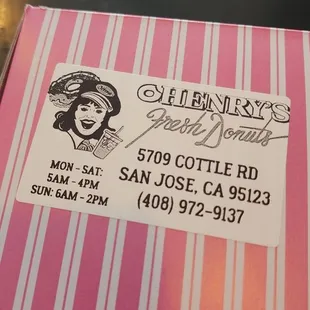 CHENRY'S
Fresh Donuts
MON - SAT:
5AM - 4PM
SUN: 6AM - 2PM
5709 COTTLE RD
SAN JOSE, CA 95123
(408) 972-9137